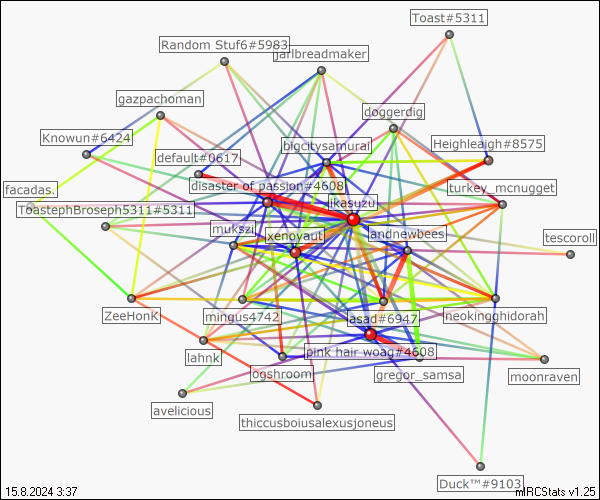 Toast#5311
Random Stuf6#5983
jarlbreadmaker
gazpachoman
doggerdig
Knowun#6424
bigcitysamurai
Heighleaigh#8575
default#0617
facadas.
disaster of passion#4608
turkey_mcnugget
ikasuzu
ToastephBroseph5311#5311
mukszi
xenoyaut
landnewbees
tescoroll
ZeeHonK
mingus4742
asad#6947
neokingghidorah
lahnk
pink hair woag#4608
ogshroom
gregor_samsa
moonraven
avelicious
thiccusboiusalexusjoneus
Duck™#9103
15.8.2024 3:37
mIRCStats v1.25